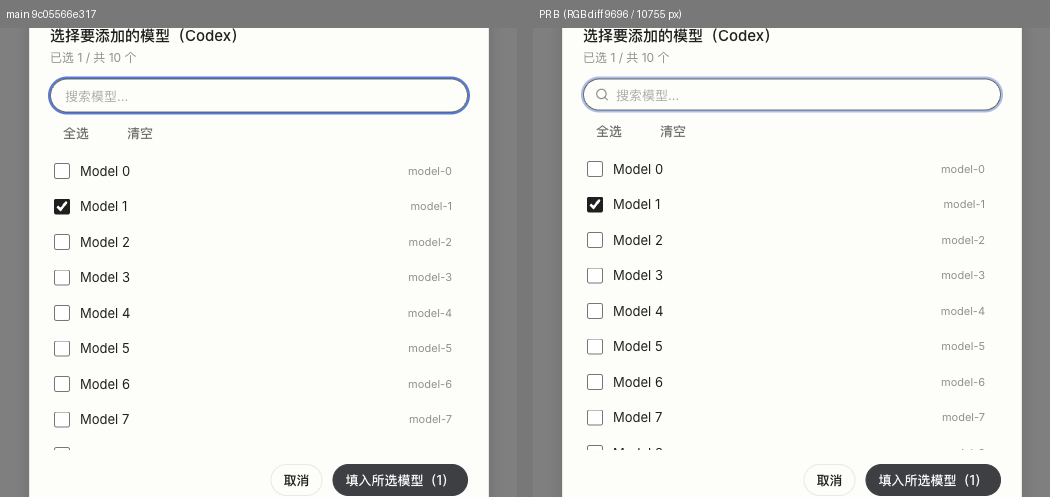 main 9c05566e317
选择要添加的模型（Codex）
已选 1 / 共 10 个
搜索模型...
全选 清空
Model 0 model-0
Model 1 model-1
Model 2 model-2
Model 3 model-3
Model 4 model-4
Model 5 model-5
Model 6 model-6
Model 7 model-7
取消 填入所选模型（1）
PR B (RGB diff 9696 / 10755 px)
选择要添加的模型（Codex）
已选 1 / 共 10 个
搜索模型...
全选 清空
Model 0 model-0
Model 1 model-1
Model 2 model-2
Model 3 model-3
Model 4 model-4
Model 5 model-5
Model 6 model-6
Model 7 model-7
取消 填入所选模型（1）